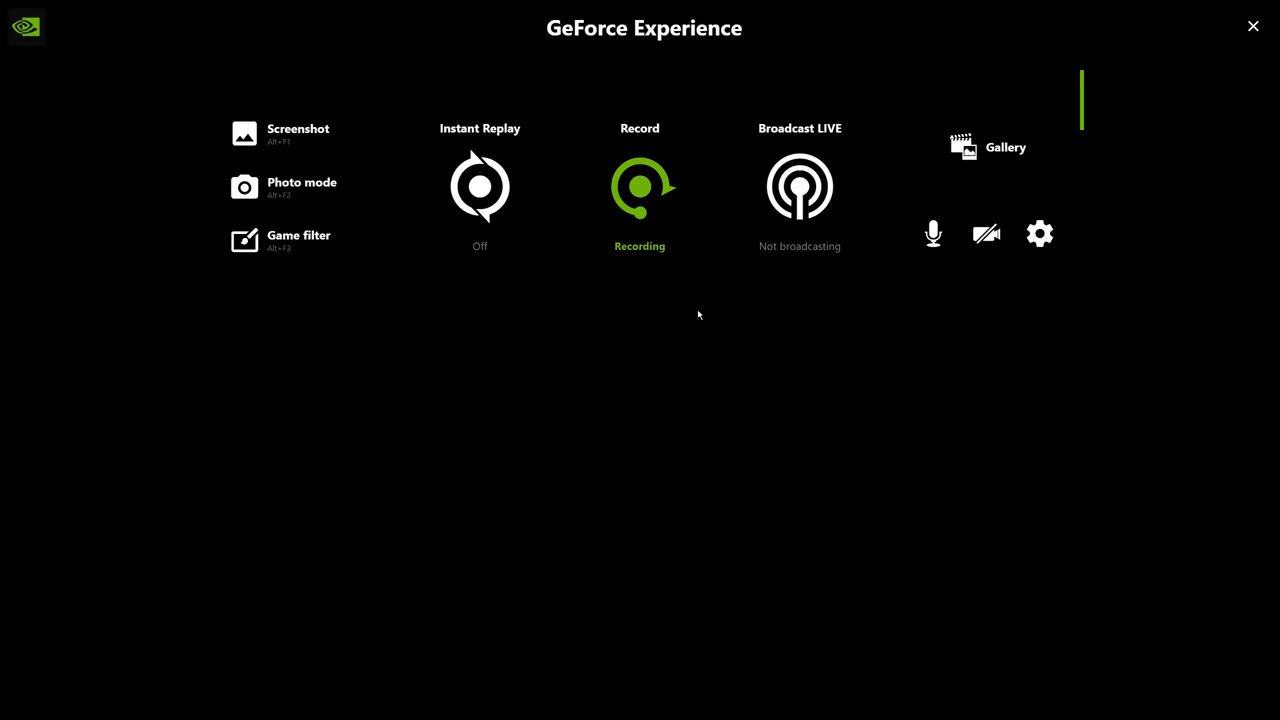 GeForce Experience
Screenshot
Alt+F1
Photo mode
Alt+F2
Game filter
Alt+F3
Instant Replay
Off
Record
Recording
Broadcast LIVE
Not broadcasting
Gallery